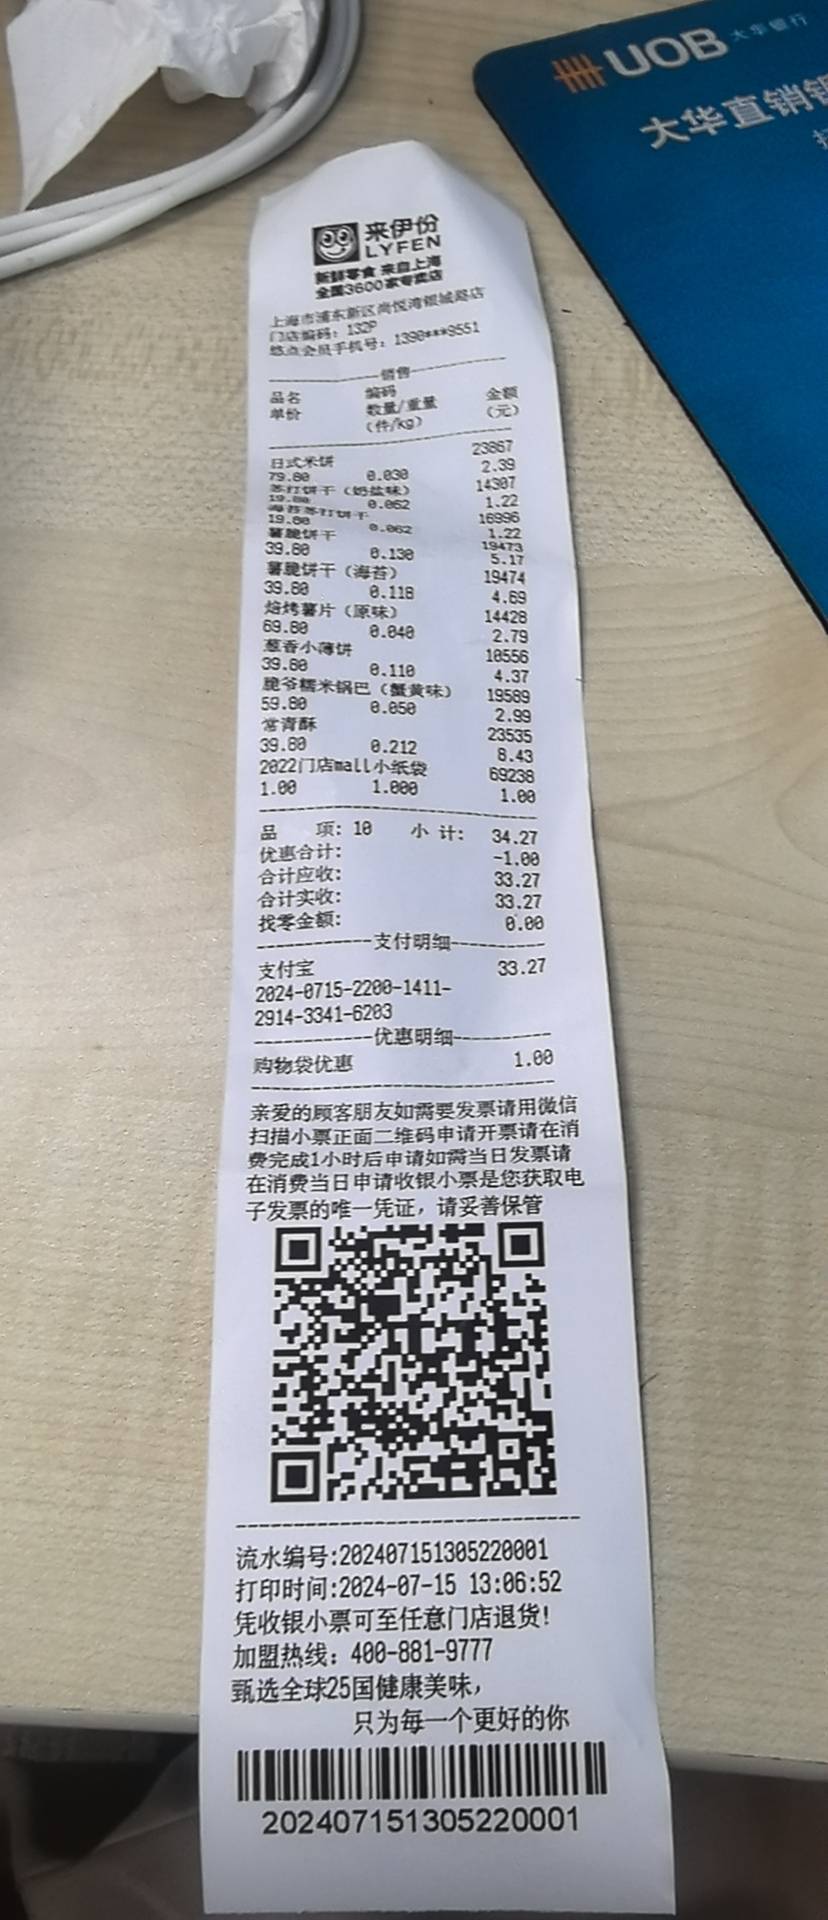 UOB 大华银行
大华直销银
来伊份
LYFEN
新鲜零食 来自上海
全国3600家专卖店
上海市浦东新区尚悦湾银城路店
门店编码: 132P
悠点会员手机号: 1390***9551
销售
品名 编码 金额
单价 数量/重量 (元)
(件/kg)
日式米饼 23867
79.80 0.030 2.39
苏打饼干(奶盐味) 14307
19.80 0.062 1.22
海苔苏打饼干 16996
19.80 0.062 1.22
薯脆饼干 19473
39.80 0.130 5.17
薯脆饼干(海苔) 19474
39.80 0.118 4.69
焙烤薯片(原味) 14428
69.80 0.040 2.79
葱香小薄饼 10556
39.80 0.110 4.37
脆爷糯米锅巴(蟹黄味) 19589
59.80 0.050 2.99
常青酥 23535
39.80 0.212 8.43
2022门店mall小纸袋 69238
1.00 1.000 1.00
品 项: 10 小 计: 34.27
优惠合计: -1.00
合计应收: 33.27
合计实收: 33.27
找零金额: 0.00
支付明细
支付宝 33.27
2024-0715-2200-1411-
2914-3341-6203
优惠明细
购物袋优惠 1.00
亲爱的顾客朋友如需要发票请用微信
扫描小票正面二维码申请开票请在消
费完成1小时后申请如需当日发票请
在消费当日申请收银小票是您获取电
子发票的唯一凭证，请妥善保管
流水编号:202407151305220001
打印时间:2024-07-15 13:06:52
凭收银小票可至任意门店退货!
加盟热线: 400-881-9777
甄选全球25国健康美味，
只为每一个更好的你
202407151305220001